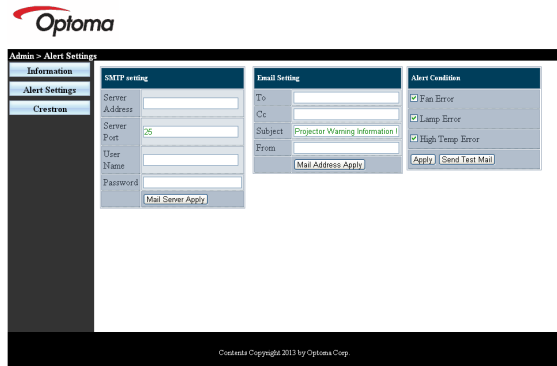 Optoma
Admin > Alert Settings
Information
Alert Settings
Crestron
SMTP setting
Server Address
Server Port
25
User Name
Password
Mail Server Apply
Email Setting
To
Cc
Subject
Projector Warning Information
From
Mail Address Apply
Alert Condition
Fan Error
Lamp Error
High Temp Error
Apply
Send Test Mail
Contents Copyright 2013 by Optoma Corp.